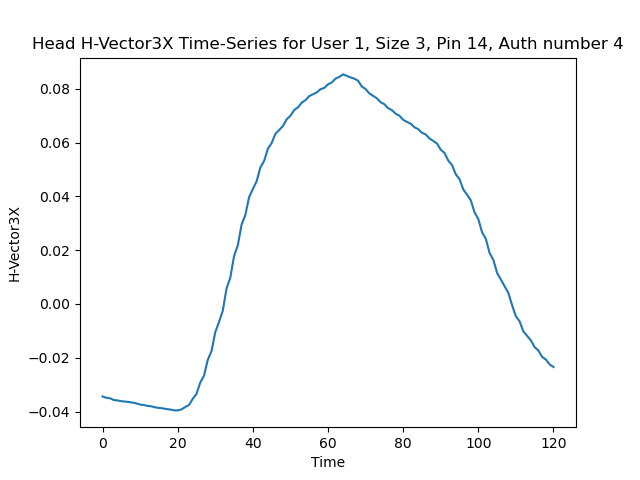 Head H-Vector3X Time-Series for User 1, Size 3, Pin 14, Auth number 4
H-Vector3X
0.08
0.06
0.04
0.02
0.00
−0.02
−0.04
0 20 40 60 80 100 120
Time